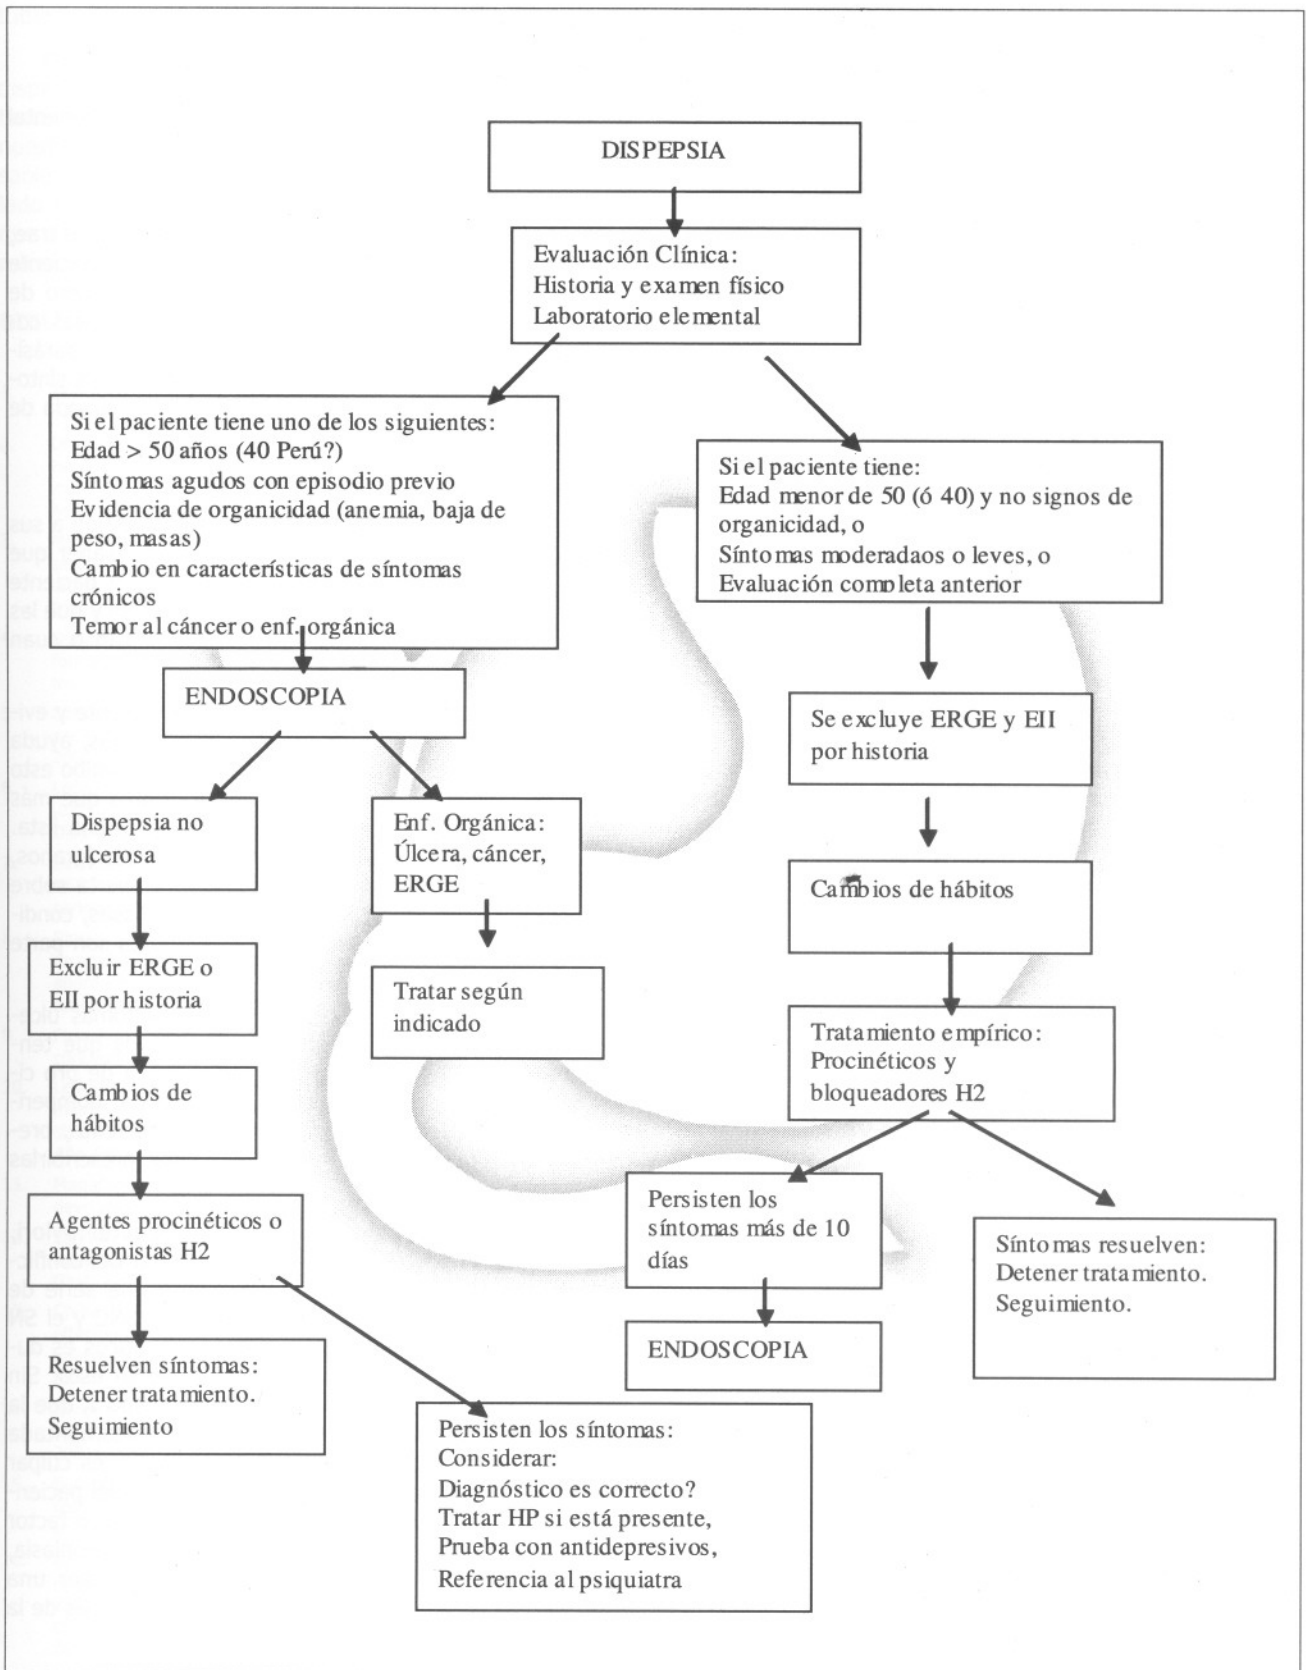 DISPEPSIA
Evaluación Clínica:
Historia y examen físico
Laboratorio elemental
Si el paciente tiene uno de los siguientes:
Edad > 50 años (40 Perú?)
Síntomas agudos con episodio previo
Evidencia de organicidad (anemia, baja de
peso, masas)
Cambio en características de síntomas
crónicos
Temor al cáncer o enf. orgánica
Si el paciente tiene:
Edad menor de 50 (ó 40) y no signos de
organicidad, o
Síntomas moderadaos o leves, o
Evaluación completa anterior
ENDOSCOPIA
Se excluye ERGE y EII
por historia
Dispepsia no
ulcerosa
Enf. Orgánica:
Úlcera, cáncer,
ERGE
Cambios de hábitos
Excluir ERGE o
EII por historia
Tratar según
indicado
Tratamiento empírico:
Procinéticos y
bloqueadores H2
Cambios de
hábitos
Persisten los
síntomas más de 10
días
Agentes procinéticos o
antagonistas H2
Síntomas resuelven:
Detener tratamiento.
Seguimiento.
ENDOSCOPIA
Resuelven síntomas:
Detener tratamiento.
Seguimiento
Persisten los síntomas:
Considerar:
Diagnóstico es correcto?
Tratar HP si está presente,
Prueba con antidepresivos,
Referencia al psiquiatra